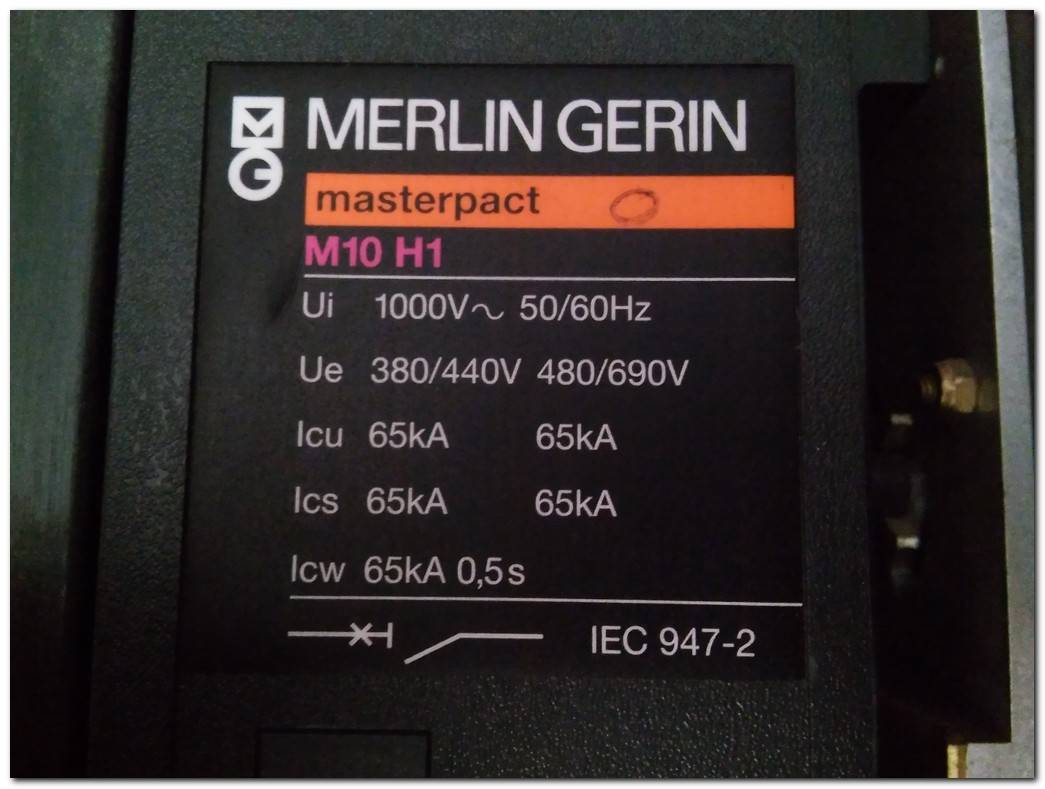 MERLIN GERIN
masterpact
M10 H1
Ui 1000V~ 50/60Hz
Ue 380/440V 480/690V
Icu 65kA 65kA
Ics 65kA 65kA
Icw 65kA 0,5s
IEC 947-2